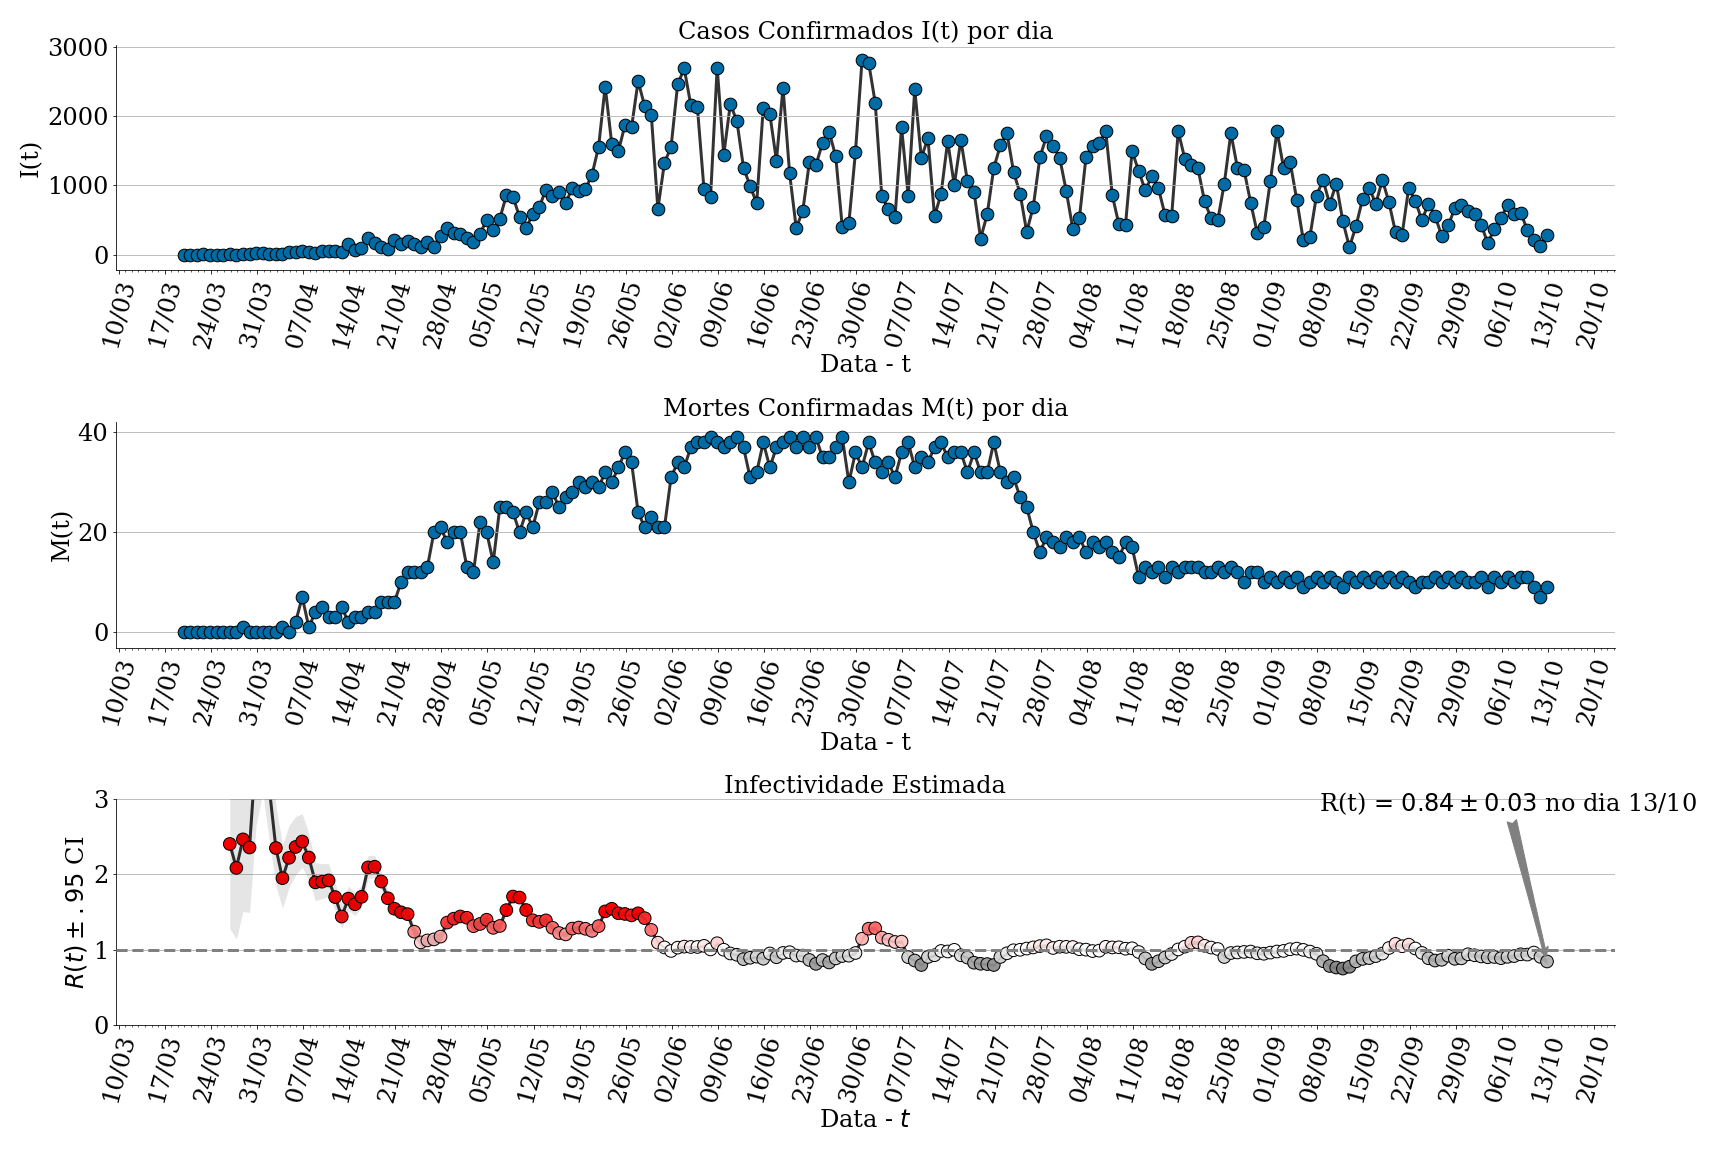 Casos Confirmados I(t) por dia
3000
2000
1000
0
I(t)
10/03 17/03 24/03 31/03 07/04 14/04 21/04 28/04 05/05 12/05 19/05 26/05 02/06 09/06 16/06 23/06 30/06 07/07 14/07 21/07 28/07 04/08 11/08 18/08 25/08 01/09 08/09 15/09 22/09 29/09 06/10 13/10 20/10
Data - t
Mortes Confirmadas M(t) por dia
40
20
0
M(t)
10/03 17/03 24/03 31/03 07/04 14/04 21/04 28/04 05/05 12/05 19/05 26/05 02/06 09/06 16/06 23/06 30/06 07/07 14/07 21/07 28/07 04/08 11/08 18/08 25/08 01/09 08/09 15/09 22/09 29/09 06/10 13/10 20/10
Data - t
Infectividade Estimada
R(t) = 0.84 ± 0.03 no dia 13/10
3
2
1
0
R(t) ± .95 CI
10/03 17/03 24/03 31/03 07/04 14/04 21/04 28/04 05/05 12/05 19/05 26/05 02/06 09/06 16/06 23/06 30/06 07/07 14/07 21/07 28/07 04/08 11/08 18/08 25/08 01/09 08/09 15/09 22/09 29/09 06/10 13/10 20/10
Data - t